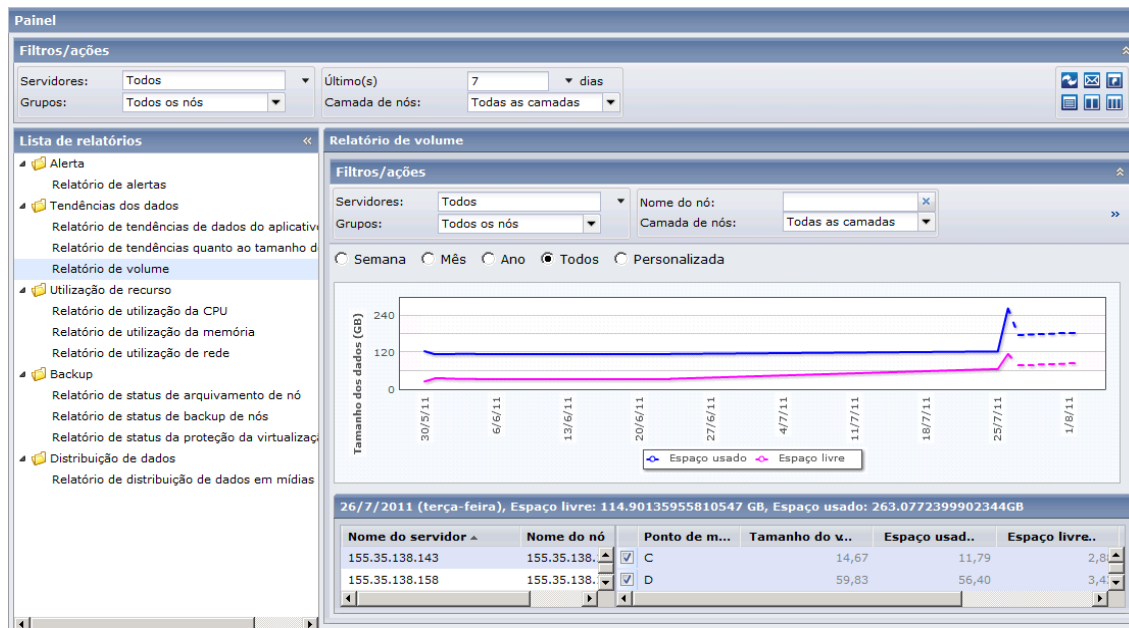 Painel
Filtros/ações
Servidores: Todos Último(s) 7 dias
Grupos: Todos os nós Camada de nós: Todas as camadas
Lista de relatórios
Alerta
Relatório de alertas
Tendências dos dados
Relatório de tendências de dados do aplicativo
Relatório de tendências quanto ao tamanho d
Relatório de volume
Utilização de recurso
Relatório de utilização da CPU
Relatório de utilização da memória
Relatório de utilização de rede
Backup
Relatório de status de arquivamento de nó
Relatório de status de backup de nós
Relatório de status da proteção da virtualizaç
Distribuição de dados
Relatório de distribuição de dados em mídias
Relatório de volume
Filtros/ações
Servidores: Todos Nome do nó:
Grupos: Todos os nós Camada de nós: Todas as camadas
Semana Mês Ano Todos Personalizada
Tamanho dos dados (GB)
240
120
0
30/5/11 6/6/11 13/6/11 20/6/11 27/6/11 4/7/11 11/7/11 18/7/11 25/7/11 1/8/11
Espaço usado Espaço livre
26/7/2011 (terça-feira), Espaço livre: 114.90135955810547 GB, Espaço usado: 263.0772399902344GB
Nome do servidor Nome do nó Ponto de m... Tamanho do v... Espaço usad.. Espaço livre..
155.35.138.143 155.35.138. C 14,67 11,79 2,8
155.35.138.158 155.35.138. D 59,83 56,40 3,4